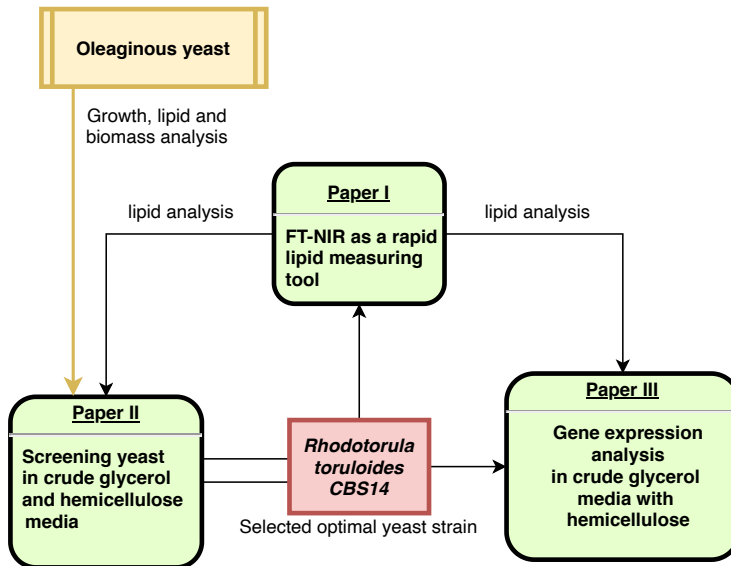 Oleaginous yeast
Growth, lipid and
biomass analysis
Paper I
FT-NIR as a rapid
lipid measuring
tool
lipid analysis
lipid analysis
Paper II
Screening yeast
in crude glycerol
and hemicellulose
media
Rhodotorula
toruloides
CBS14
Selected optimal yeast strain
Paper III
Gene expression
analysis
in crude glycerol
media with
hemicellulose